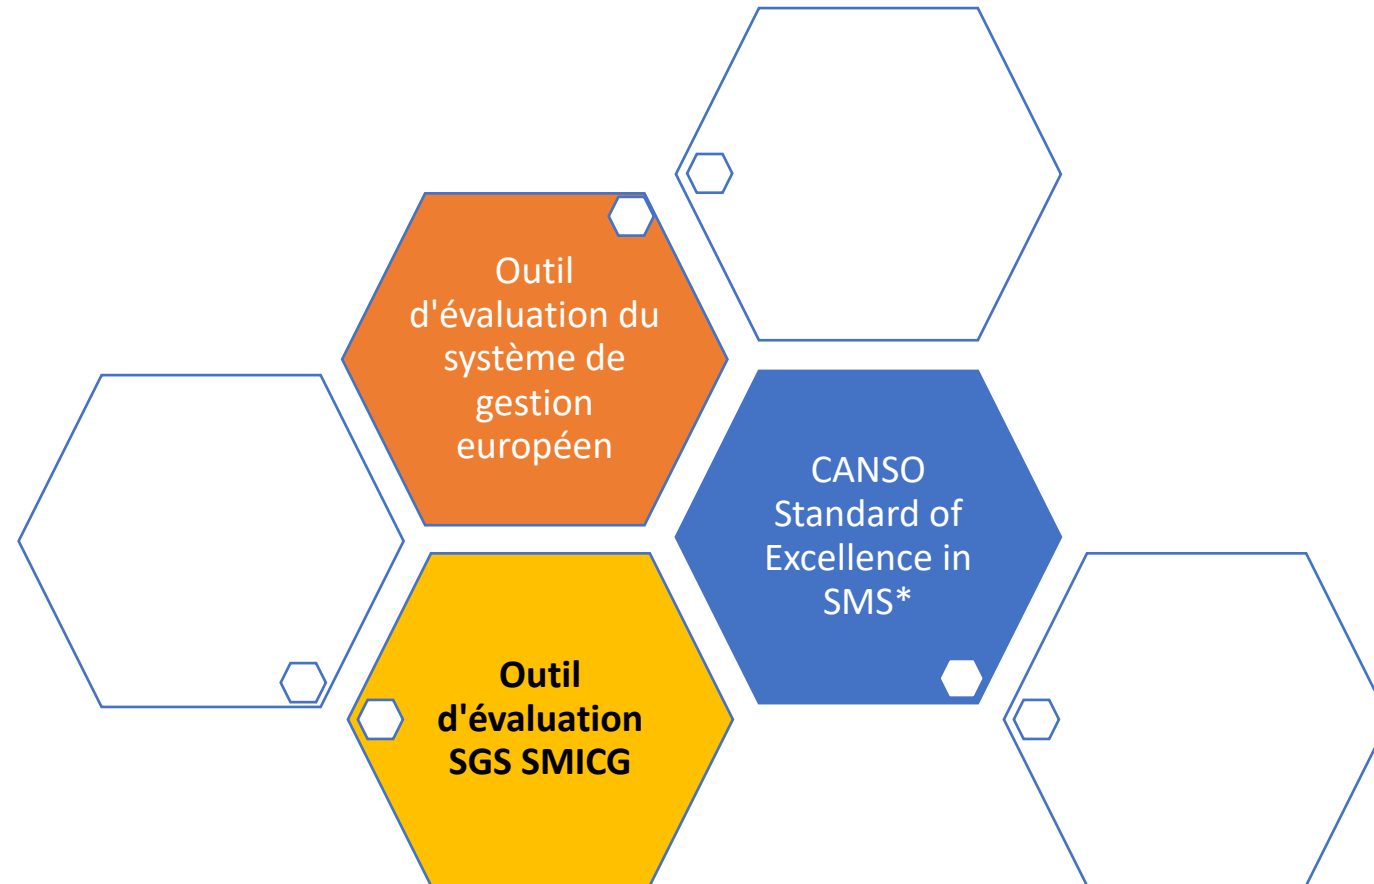 Outil
d'évaluation du
système de
gestion
européen
CANSO
Standard of
Excellence in
SMS*
Outil
d'évaluation
SGS SMICG